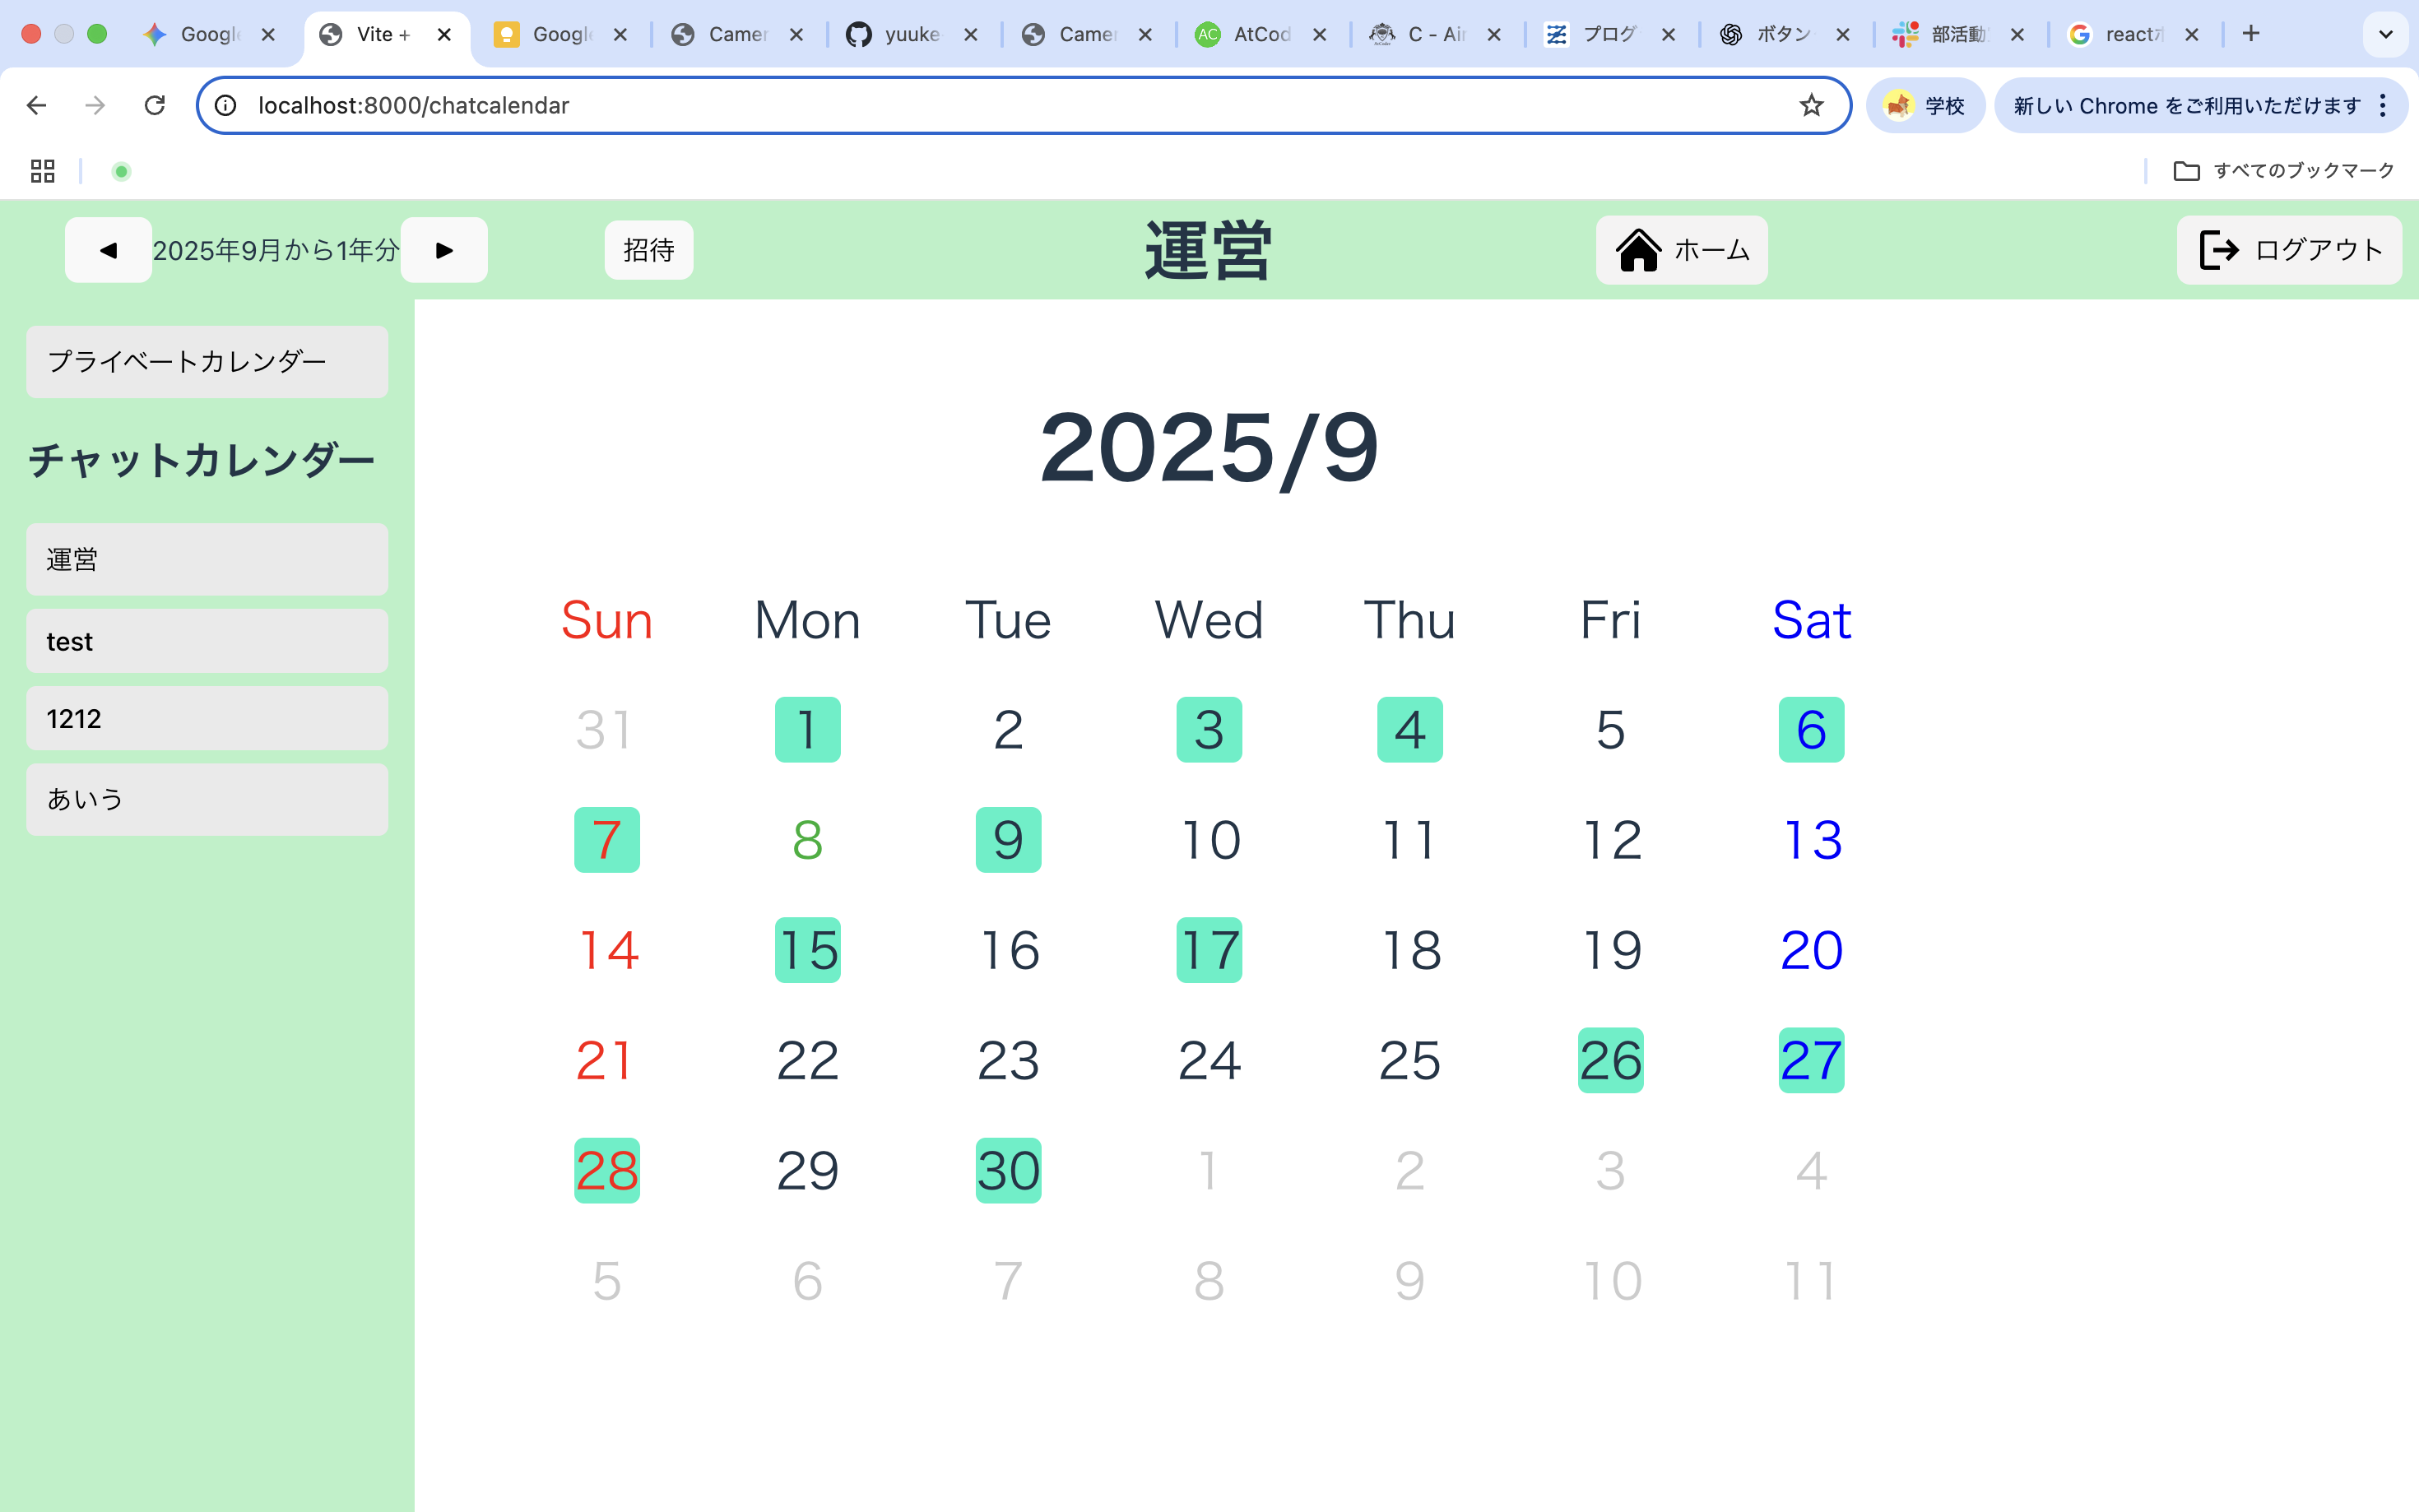 Google
Vite +
Google
Camer
yuuke
Camer
AtCod
C - Air
プログ
ボタン
部活動
react
localhost:8000/chatcalendar
学校
新しい Chrome をご利用いただけます
すべてのブックマーク
◀ 2025年9月から1年分 ▶
招待
運営
ホーム
ログアウト
プライベートカレンダー
チャットカレンダー
運営
test
1212
あいう
2025/9
Sun Mon Tue Wed Thu Fri Sat
31 1 2 3 4 5 6
7 8 9 10 11 12 13
14 15 16 17 18 19 20
21 22 23 24 25 26 27
28 29 30 1 2 3 4
5 6 7 8 9 10 11